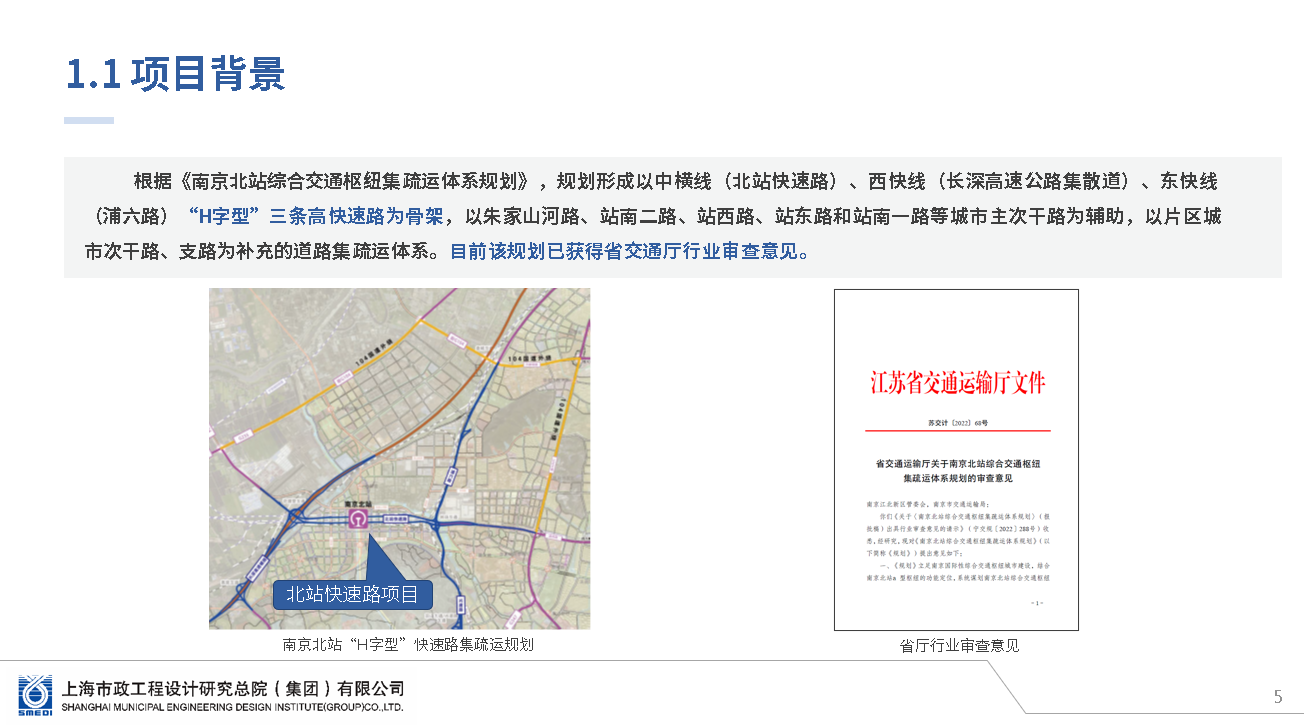 1.1 项目背景
根据《南京北站综合交通枢纽集疏运体系规划》，规划形成以中横线（北站快速路）、西快线（长深高速公路集散道）、东快线
（浦六路）“H字型”三条高快速路为骨架，以朱家山河路、站南二路、站西路、站东路和站南一路等城市主次干路为辅助，以片区城
市次干路、支路为补充的道路集疏运体系。目前该规划已获得省交通厅行业审查意见。
104国道外绕
104国道外绕
104国道外绕
南京北站
北站快速路
北站快速路项目
南京北站“H字型”快速路集疏运规划
江苏省交通运输厅文件
苏交计〔2022〕68号
省交通运输厅关于南京北站综合交通枢纽
集疏运体系规划的审查意见
南京江北新区管委会，南京市交通运输局：
你们《关于〈南京北站综合交通枢纽集疏运体系规划〉（报
批稿）出具行业审查意见的请示》（宁交规〔2022〕288号）收
悉，经研究，现对《南京北站综合交通枢纽集疏运体系规划》（以
下简称《规划》）提出意见如下：
一、《规划》立足南京国际性综合交通枢纽城市建设，结合
南京北站a型枢纽的功能定位，系统谋划南京北站综合交通枢纽
- 1 -
省厅行业审查意见
SMEDI
上海市政工程设计研究总院（集团）有限公司
SHANGHAI MUNICIPAL ENGINEERING DESIGN INSTITUTE(GROUP)CO.,LTD.
5